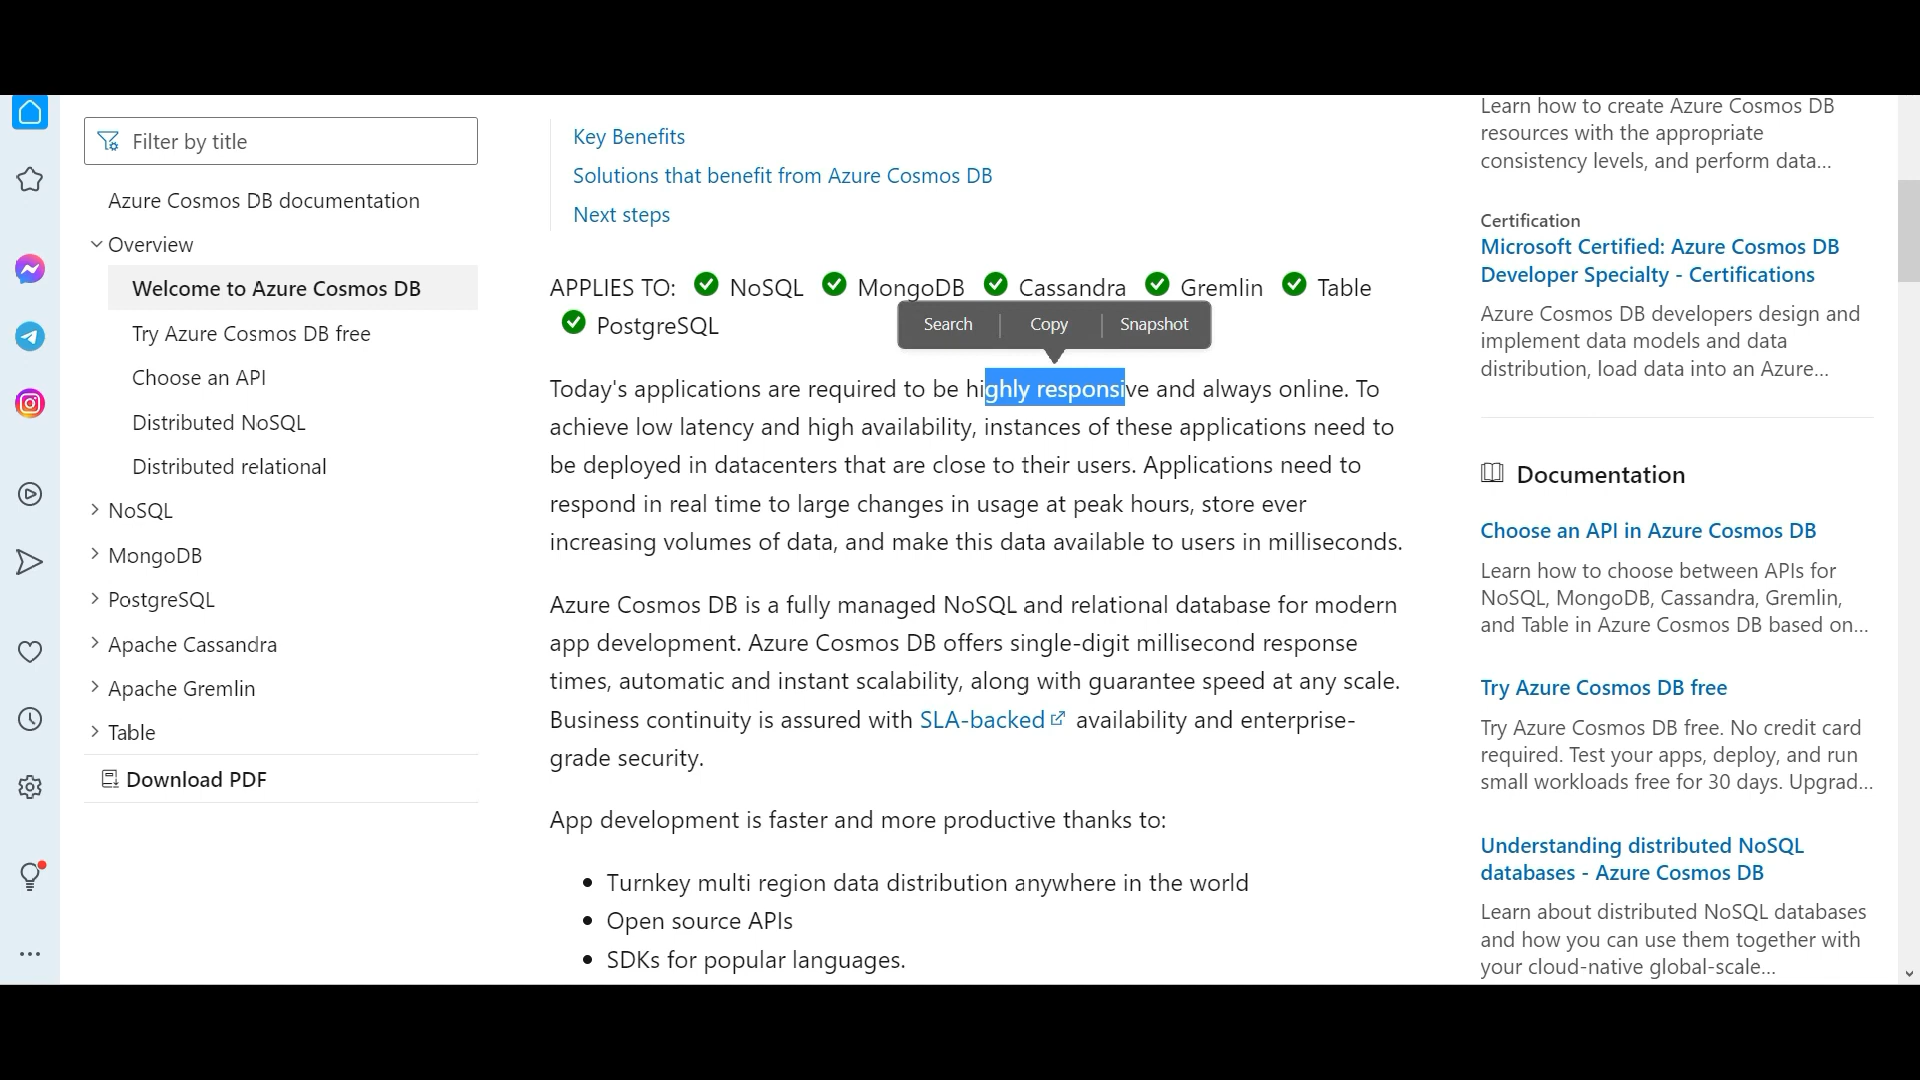 Filter by title
Azure Cosmos DB documentation
Overview
Welcome to Azure Cosmos DB
Try Azure Cosmos DB free
Choose an API
Distributed NoSQL
Distributed relational
NoSQL
MongoDB
PostgreSQL
Apache Cassandra
Apache Gremlin
Table
Download PDF
Key Benefits
Solutions that benefit from Azure Cosmos DB
Next steps
APPLIES TO: NoSQL MongoDB Cassandra Gremlin Table
PostgreSQL
Search Copy Snapshot
Today's applications are required to be highly responsive and always online. To
achieve low latency and high availability, instances of these applications need to
be deployed in datacenters that are close to their users. Applications need to
respond in real time to large changes in usage at peak hours, store ever
increasing volumes of data, and make this data available to users in milliseconds.
Azure Cosmos DB is a fully managed NoSQL and relational database for modern
app development. Azure Cosmos DB offers single-digit millisecond response
times, automatic and instant scalability, along with guarantee speed at any scale.
Business continuity is assured with SLA-backed availability and enterprise-
grade security.
App development is faster and more productive thanks to:
• Turnkey multi region data distribution anywhere in the world
• Open source APIs
• SDKs for popular languages.
Learn how to create Azure Cosmos DB
resources with the appropriate
consistency levels, and perform data...
Certification
Microsoft Certified: Azure Cosmos DB
Developer Specialty - Certifications
Azure Cosmos DB developers design and
implement data models and data
distribution, load data into an Azure...
Documentation
Choose an API in Azure Cosmos DB
Learn how to choose between APIs for
NoSQL, MongoDB, Cassandra, Gremlin,
and Table in Azure Cosmos DB based on...
Try Azure Cosmos DB free
Try Azure Cosmos DB free. No credit card
required. Test your apps, deploy, and run
small workloads free for 30 days. Upgrad...
Understanding distributed NoSQL
databases - Azure Cosmos DB
Learn about distributed NoSQL databases
and how you can use them together with
your cloud-native global-scale...